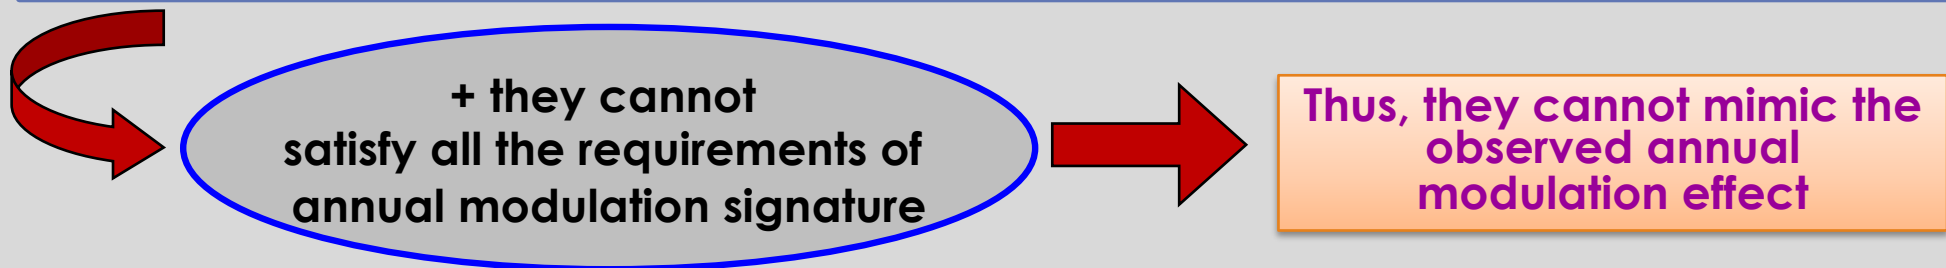 + they cannot
satisfy all the requirements of
annual modulation signature
Thus, they cannot mimic the
observed annual
modulation effect